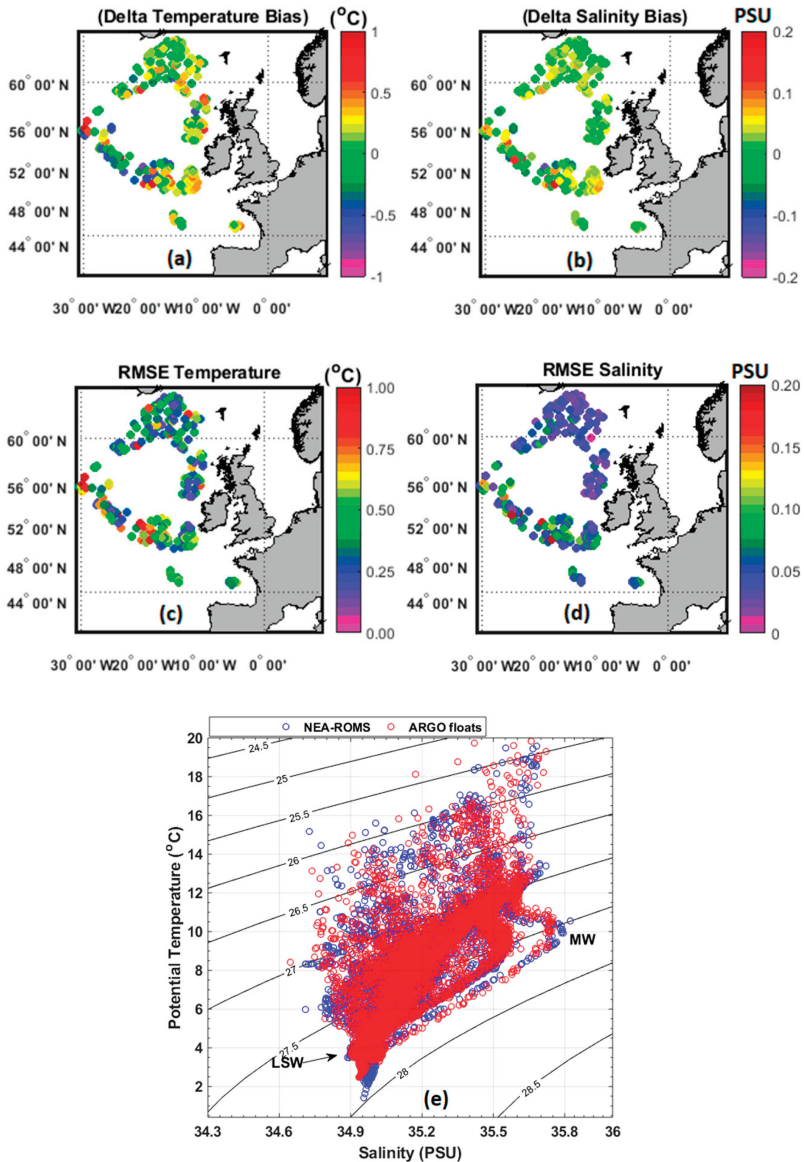 (Delta Temperature Bias) (°C)
1
0.5
0
-0.5
-1
60° 00' N
56° 00' N
52° 00' N
48° 00' N
44° 00' N
(a)
30° 00' W 20° 00' W 10° 00' W 0° 00'
(Delta Salinity Bias) PSU
0.2
0.1
0
-0.1
-0.2
60° 00' N
56° 00' N
52° 00' N
48° 00' N
44° 00' N
(b)
30° 00' W 20° 00' W 10° 00' W 0° 00'
RMSE Temperature (°C)
1.00
0.75
0.50
0.25
0.00
60° 00' N
56° 00' N
52° 00' N
48° 00' N
44° 00' N
(c)
30° 00' W 20° 00' W 10° 00' W 0° 00'
RMSE Salinity PSU
0.20
0.15
0.10
0.05
0
60° 00' N
56° 00' N
52° 00' N
48° 00' N
44° 00' N
(d)
30° 00' W 20° 00' W 10° 00' W 0° 00'
NEA-ROMS ARGO floats
Potential Temperature (°C)
20
18
16
14
12
10
8
6
4
2
24.5
25
25.5
26
26.5
27
27.5
28
28.5
MW
LSW
(e)
34.3 34.6 34.9 35.2 35.5 35.8 36
Salinity (PSU)